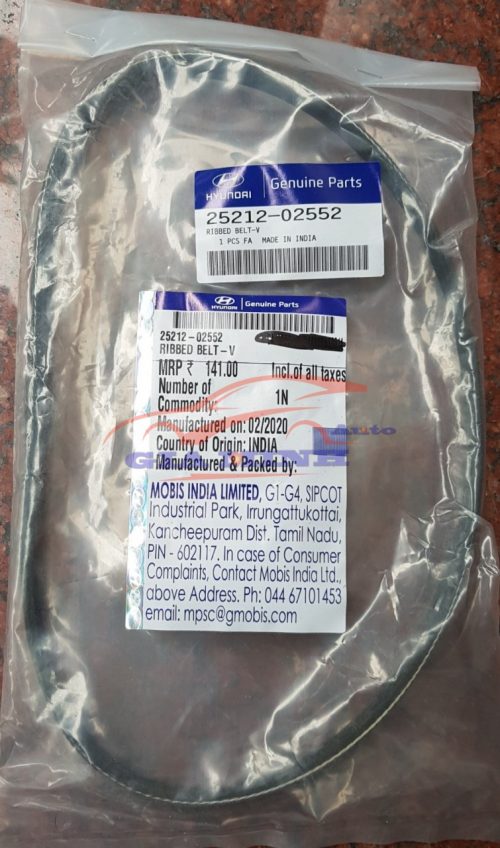 HYUNDAI Genuine Parts
25212-02552
RIBBED BELT-V
1 PCS FA MADE IN INDIA
HYUNDAI Genuine Parts
25212-02552
RIBBED BELT-V
MRP ₹ 141.00 Incl.of all taxes
Number of
Commodity: 1N
Manufactured on: 02/2020
Country of Origin: INDIA
Manufactured & Packed by:
Auto
MOBIS INDIA LIMITED, G1-G4, SIPCOT
Industrial Park, Irrungattukottai,
Kancheepuram Dist. Tamil Nadu,
PIN - 602117. In case of Consumer
Complaints, Contact Mobis India Ltd.,
above Address. Ph: 044 67101453
email: mpsc@gmobis.com